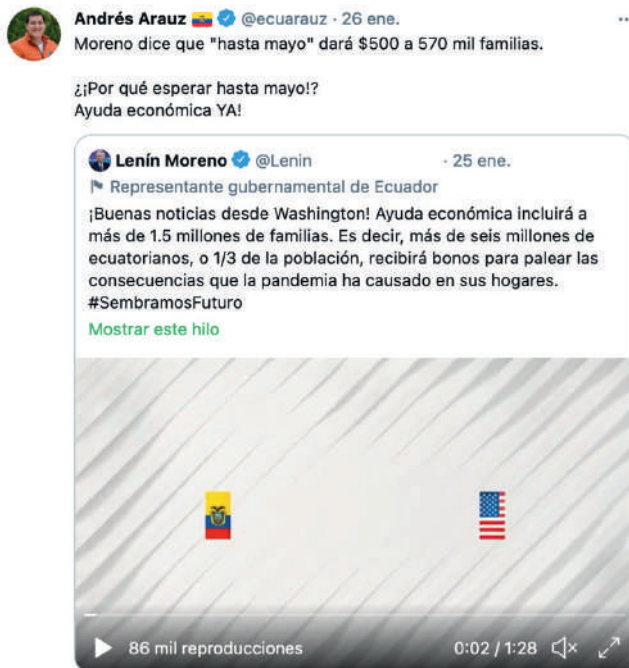 Andrés Arauz @ecuarauz · 26 ene.
Moreno dice que "hasta mayo" dará $500 a 570 mil familias.
¿¡Por qué esperar hasta mayo!?
Ayuda económica YA!
Lenín Moreno @Lenin · 25 ene.
Representante gubernamental de Ecuador
¡Buenas noticias desde Washington! Ayuda económica incluirá a
más de 1.5 millones de familias. Es decir, más de seis millones de
ecuatorianos, o 1/3 de la población, recibirá bonos para palear las
consecuencias que la pandemia ha causado en sus hogares.
#SembramosFuturo
Mostrar este hilo
86 mil reproducciones 0:02 / 1:28